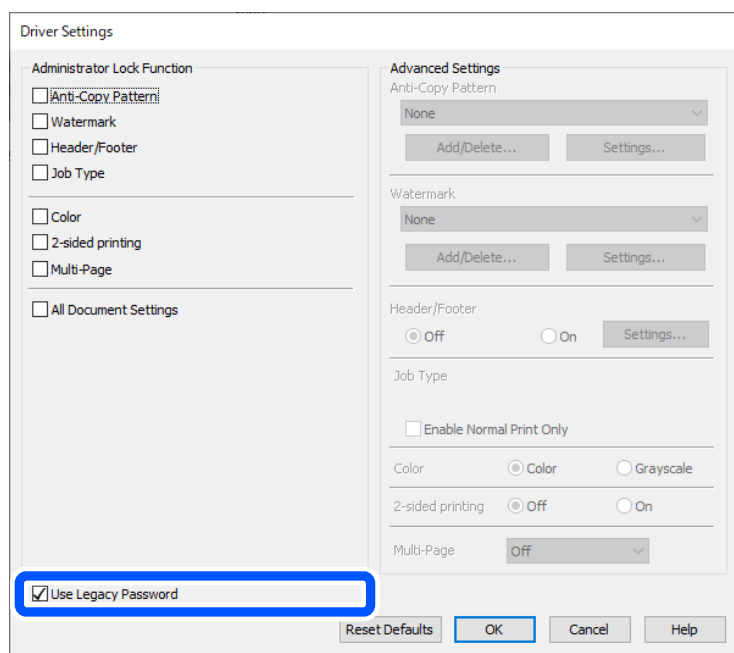 Driver Settings
Administrator Lock Function
Anti-Copy Pattern
Watermark
Header/Footer
Job Type
Color
2-sided printing
Multi-Page
All Document Settings
Use Legacy Password
Advanced Settings
Anti-Copy Pattern
None
Add/Delete... Settings...
Watermark
None
Add/Delete... Settings...
Header/Footer
Off On Settings...
Job Type
Enable Normal Print Only
Color Color Grayscale
2-sided printing Off On
Multi-Page Off
Reset Defaults OK Cancel Help